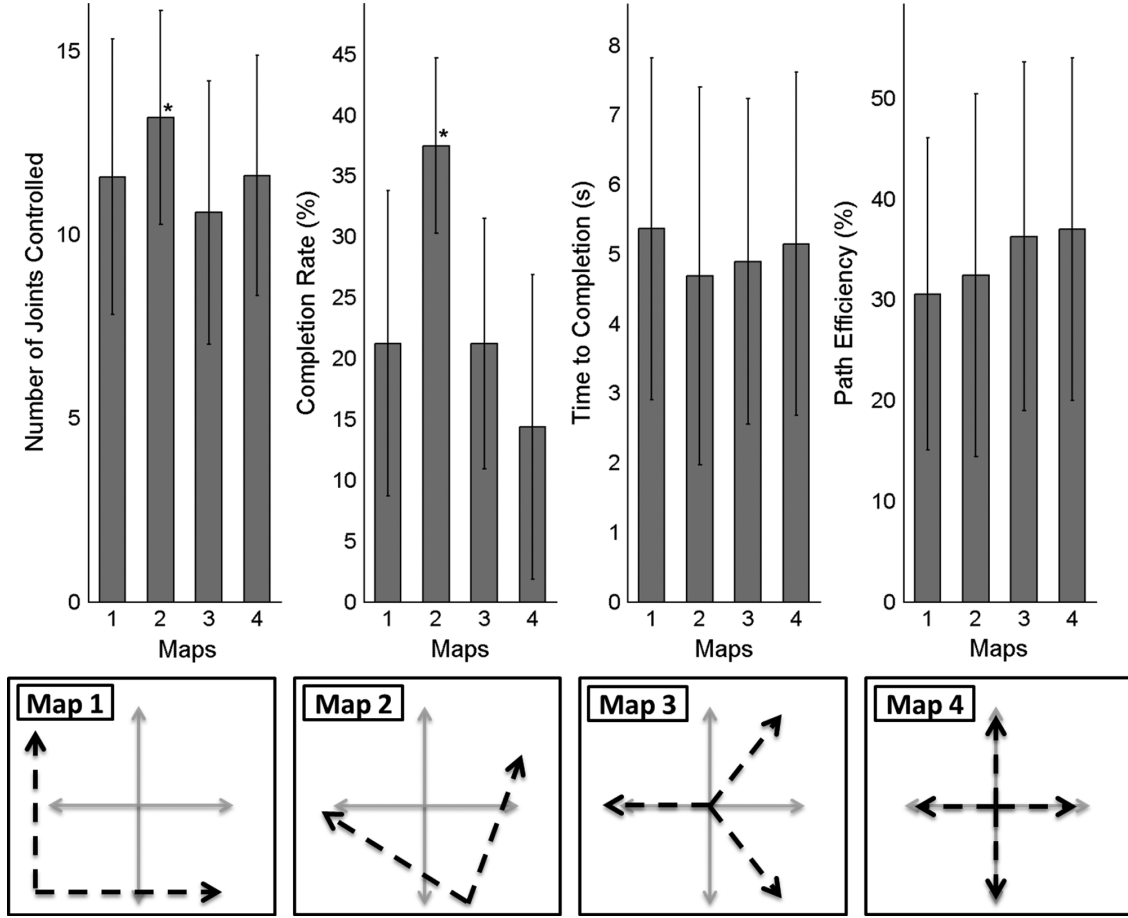 Number of Joints Controlled
15
10
5
0
*
1 2 3 4
Maps
Completion Rate (%)
45
40
35
30
25
20
15
10
5
0
*
1 2 3 4
Maps
Time to Completion (s)
8
7
6
5
4
3
2
1
0
1 2 3 4
Maps
Path Efficiency (%)
50
40
30
20
10
0
1 2 3 4
Maps
Map 1
Map 2
Map 3
Map 4